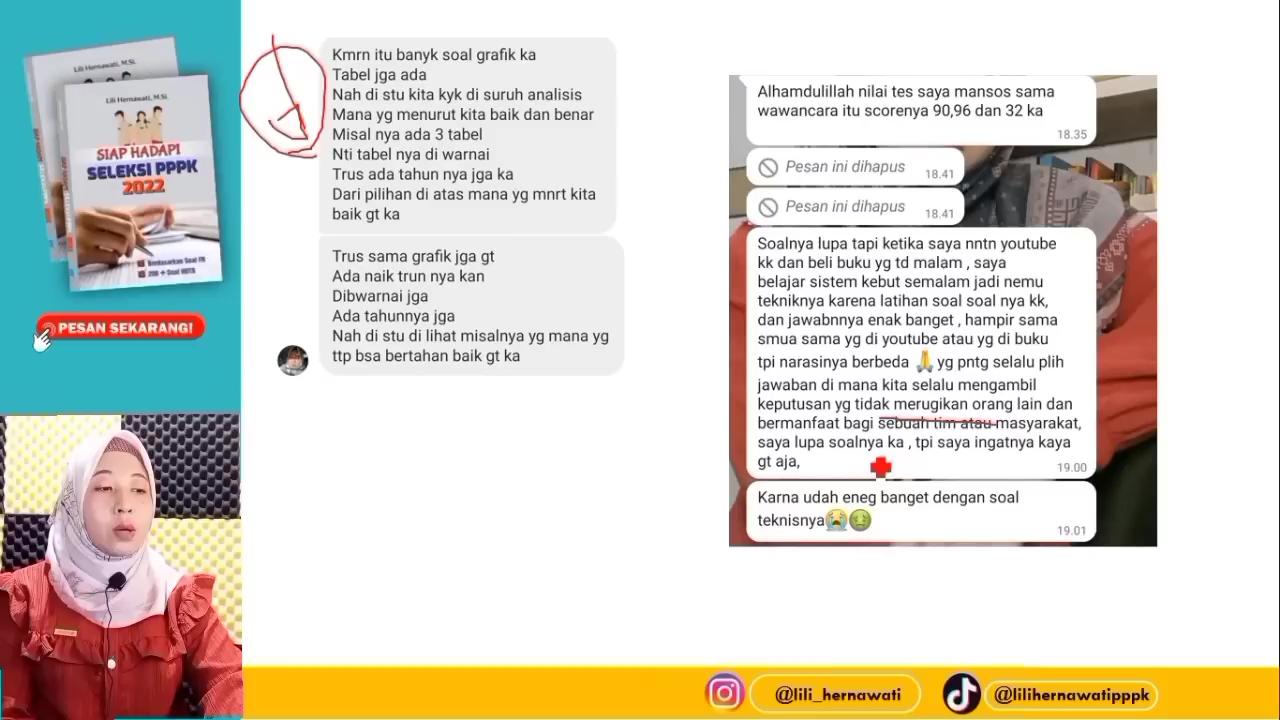 Lili Hernawati, M.Si.
Lili Hernawati, M.Si.
SIAP HADAPI
SELEKSI PPPK
2022
Berdasarkan Soal FR
200 + Soal HOTS
PESAN SEKARANG!
Kmrn itu banyk soal grafik ka
Tabel jga ada
Nah di stu kita kyk di suruh analisis
Mana yg menurut kita baik dan benar
Misal nya ada 3 tabel
Nti tabel nya di warnai
Trus ada tahun nya jga ka
Dari pilihan di atas mana yg mnrt kita
baik gt ka
Trus sama grafik jga gt
Ada naik trun nya kan
Dibwarnai jga
Ada tahunnya jga
Nah di stu di lihat misalnya yg mana yg
ttp bsa bertahan baik gt ka
Alhamdulillah nilai tes saya mansos sama
wawancara itu scorenya 90,96 dan 32 ka
18.35
Pesan ini dihapus
18.41
Pesan ini dihapus
18.41
Soalnya lupa tapi ketika saya nntn youtube
kk dan beli buku yg td malam , saya
belajar sistem kebut semalam jadi nemu
tekniknya karena latihan soal soal nya kk,
dan jawabnnya enak banget , hampir sama
smua sama yg di youtube atau yg di buku
tpi narasinya berbeda 🙏 yg pntg selalu plih
jawaban di mana kita selalu mengambil
keputusan yg tidak merugikan orang lain dan
bermanfaat bagi sebuah tim atau masyarakat,
saya lupa soalnya ka , tpi saya ingatnya kaya
gt aja,
19.00
Karna udah eneg banget dengan soal
teknisnya😭🤢
19.01
@lili_hernawati
@lilihernawatipppk